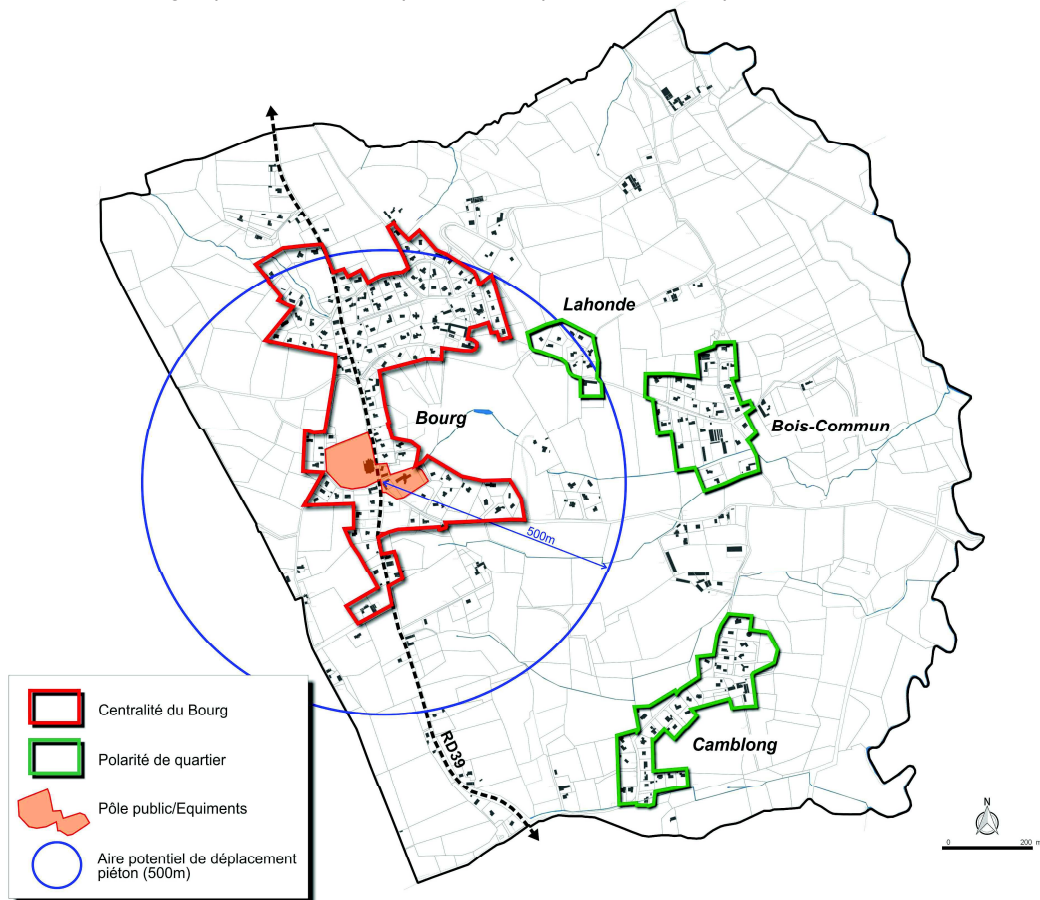 Lahonde
Bourg
Bois-Commun
500m
Camblong
RD39
Centralité du Bourg
Polarité de quartier
Pôle public/Equiments
Aire potentiel de déplacement
piéton (500m)
N
0 200 m